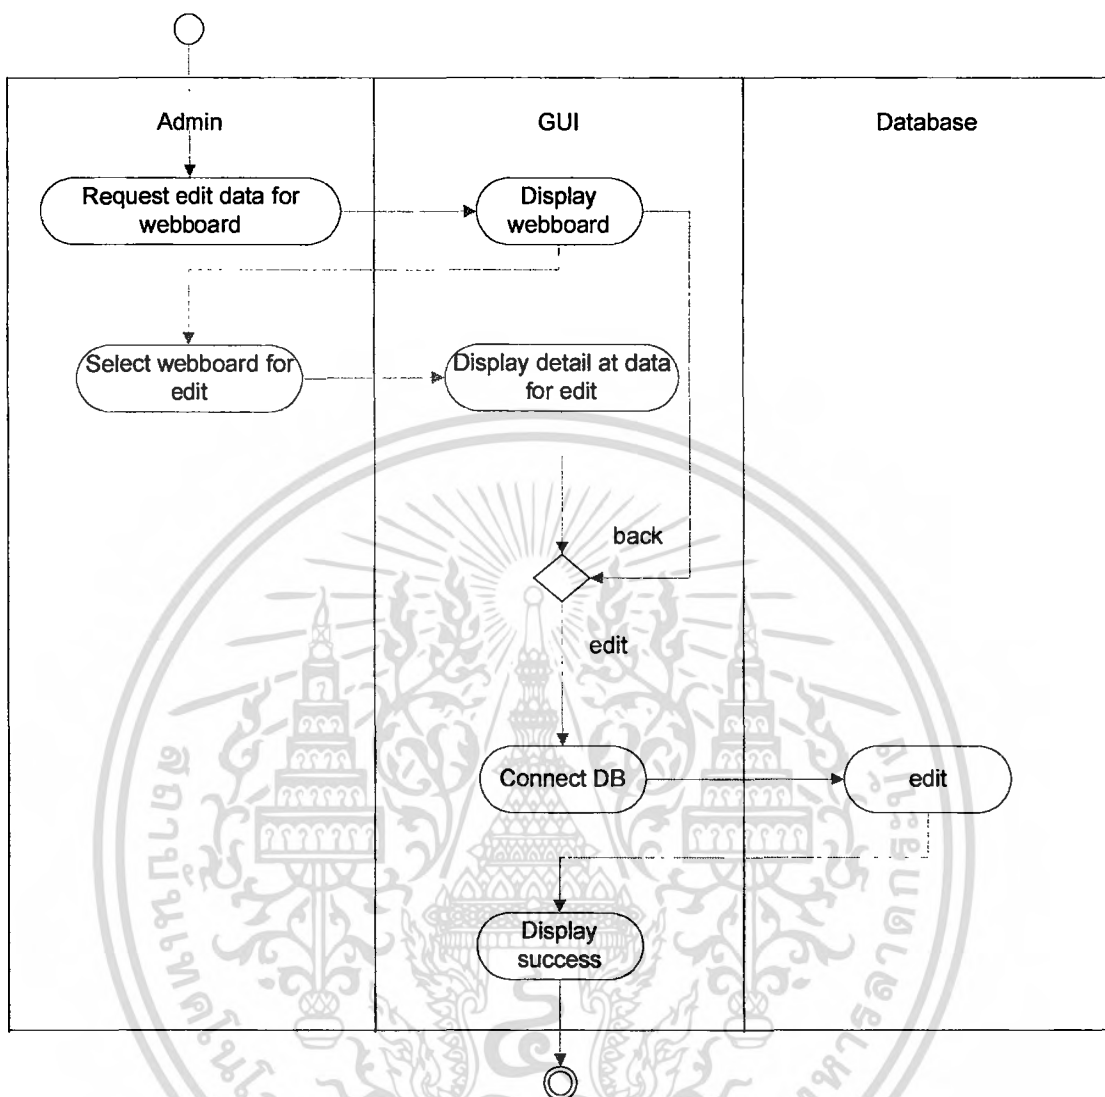 Admin
GUI
Database
Request edit data for
webboard
Display
webboard
Select webboard for
edit
Display detail at data
for edit
back
edit
Connect DB
edit
Display
success